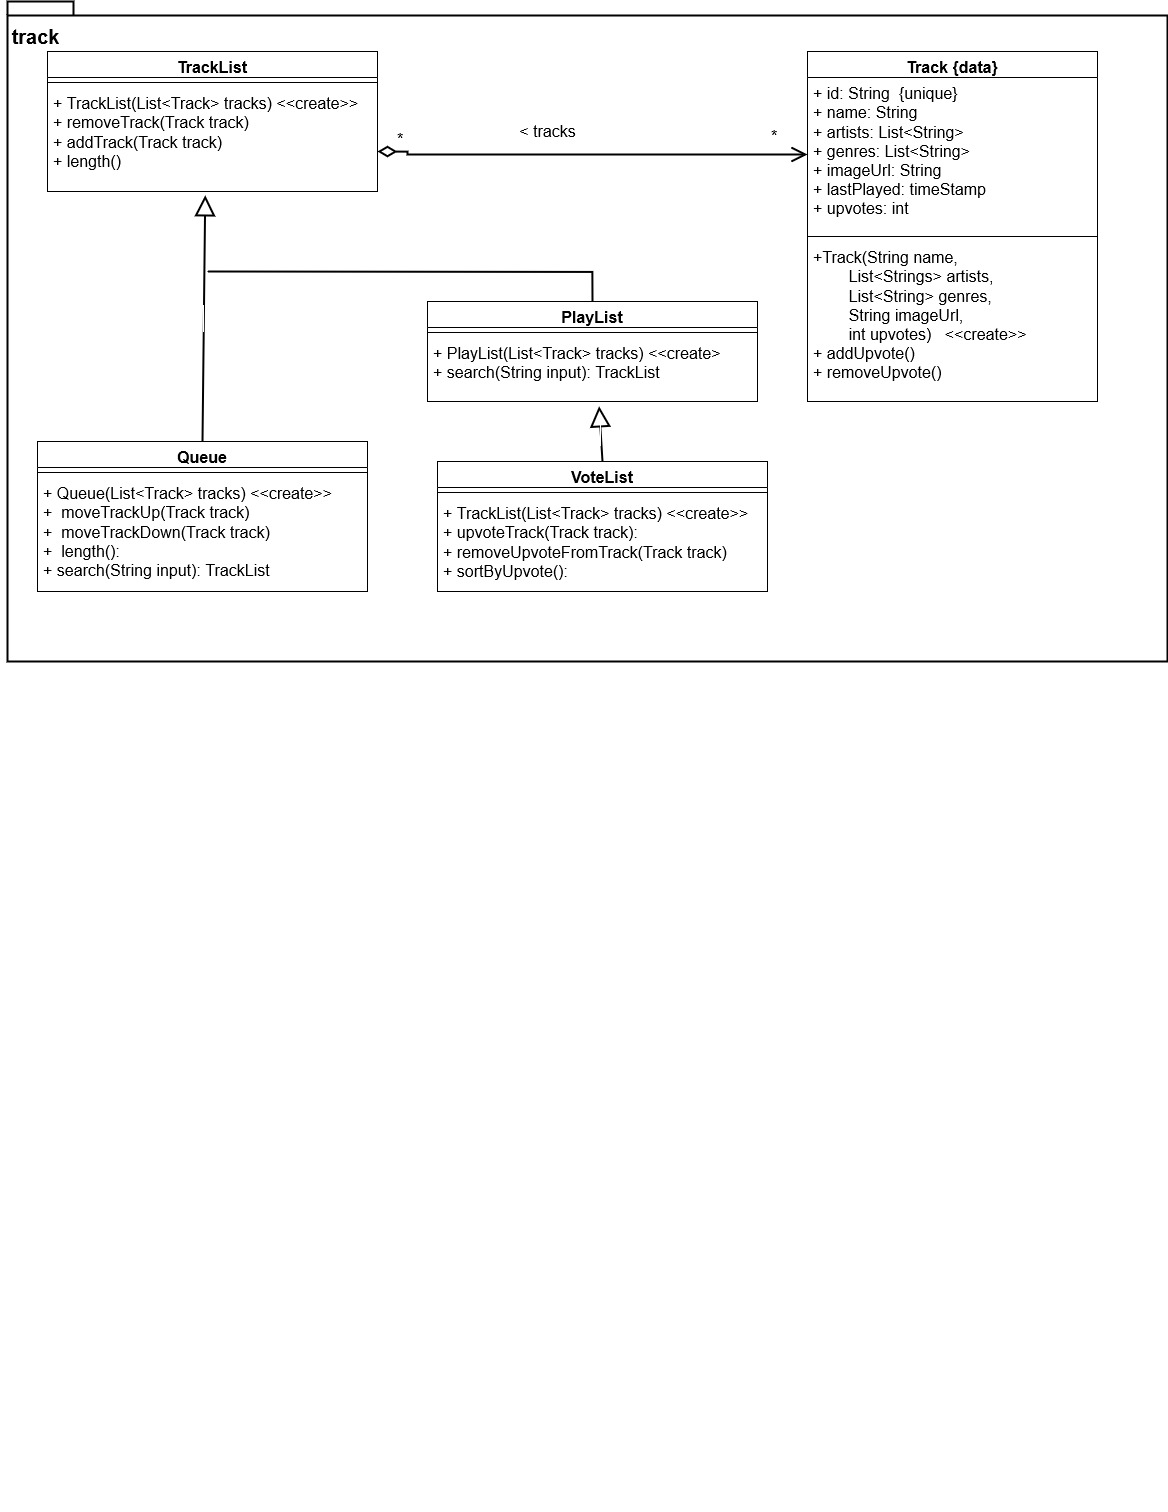 track
TrackList
+ TrackList(List<Track> tracks) <<create>>
+ removeTrack(Track track)
+ addTrack(Track track)
+ length()
*
< tracks
*
Track {data}
+ id: String  {unique}
+ name: String
+ artists: List<String>
+ genres: List<String>
+ imageUrl: String
+ lastPlayed: timeStamp
+ upvotes: int
+Track(String name,
List<Strings> artists,
List<String> genres,
String imageUrl,
int upvotes)   <<create>>
+ addUpvote()
+ removeUpvote()
PlayList
+ PlayList(List<Track> tracks) <<create>
+ search(String input): TrackList
Queue
+ Queue(List<Track> tracks) <<create>>
+  moveTrackUp(Track track)
+  moveTrackDown(Track track)
+  length():
+ search(String input): TrackList
VoteList
+ TrackList(List<Track> tracks) <<create>>
+ upvoteTrack(Track track):
+ removeUpvoteFromTrack(Track track)
+ sortByUpvote():